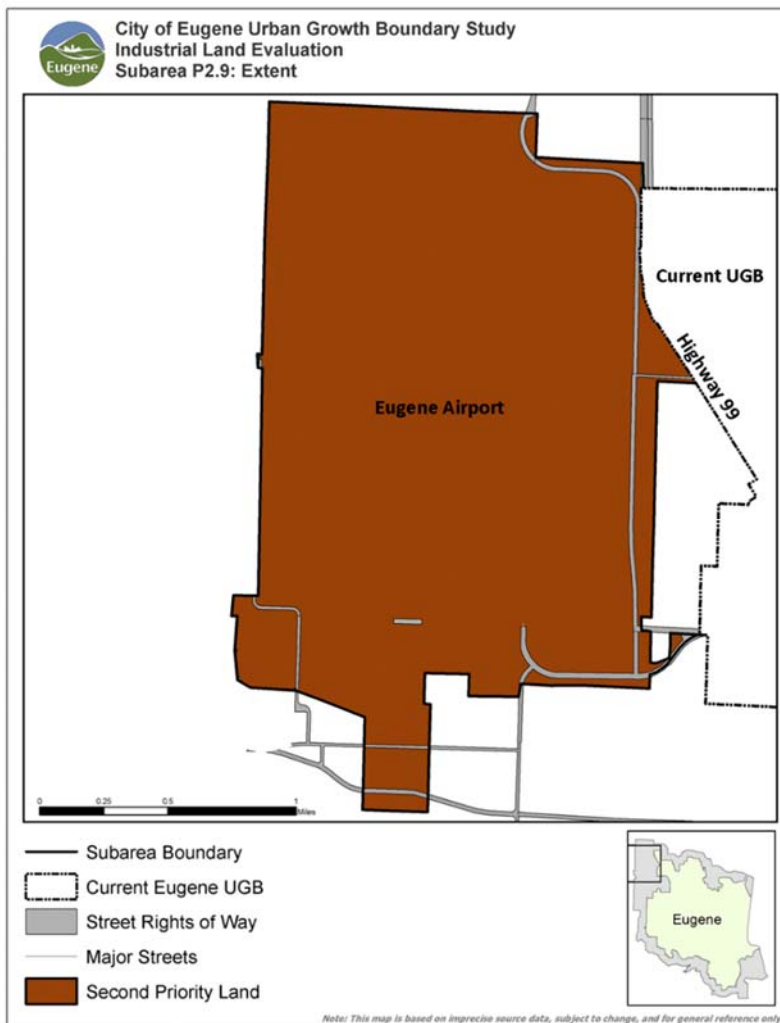 City of Eugene Urban Growth Boundary Study
Industrial Land Evaluation
Subarea P2.9: Extent
Eugene
Current UGB
Highway 99
Eugene Airport
0 0.25 0.5 1
Miles
Subarea Boundary
Current Eugene UGB
Street Rights of Way
Major Streets
Second Priority Land
Eugene
Note: This map is based on imprecise source data, subject to change, and for general reference only